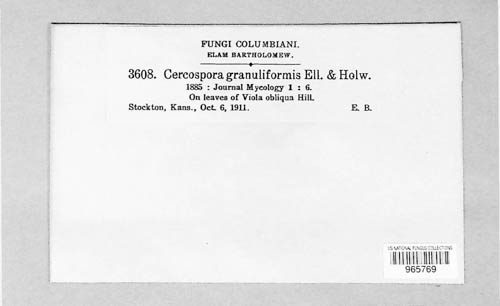 FUNGI COLUMBIANI.
ELAM BARTHOLOMEW.
3608. Cercospora granuliformis Ell. & Holw.
1885 : Journal Mycology 1 : 6.
On leaves of Viola obliqua Hill.
Stockton, Kans., Oct. 6, 1911. E. B.
US NATIONAL FUNGUS COLLECTIONS
965769